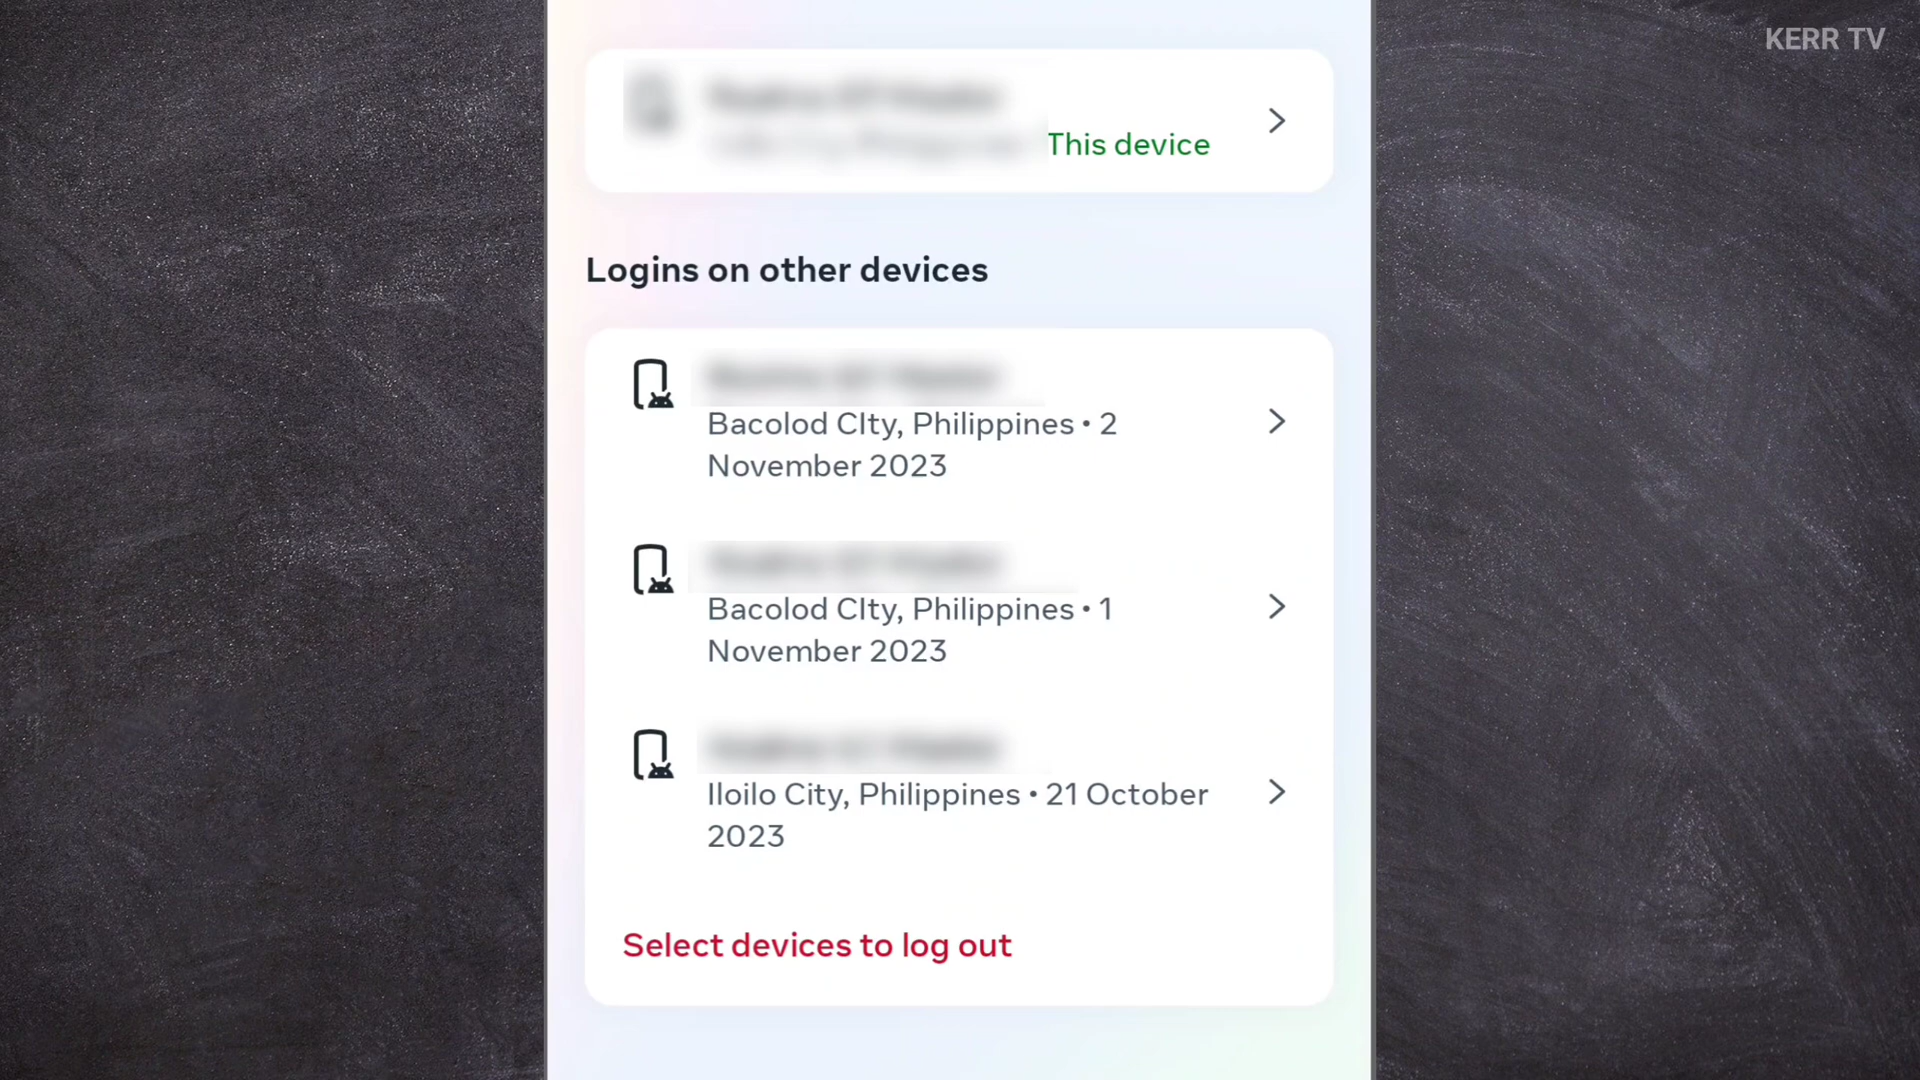 KERR TV
This device
Logins on other devices
Bacolod CIty, Philippines • 2
November 2023
Bacolod CIty, Philippines • 1
November 2023
Iloilo City, Philippines • 21 October
2023
Select devices to log out